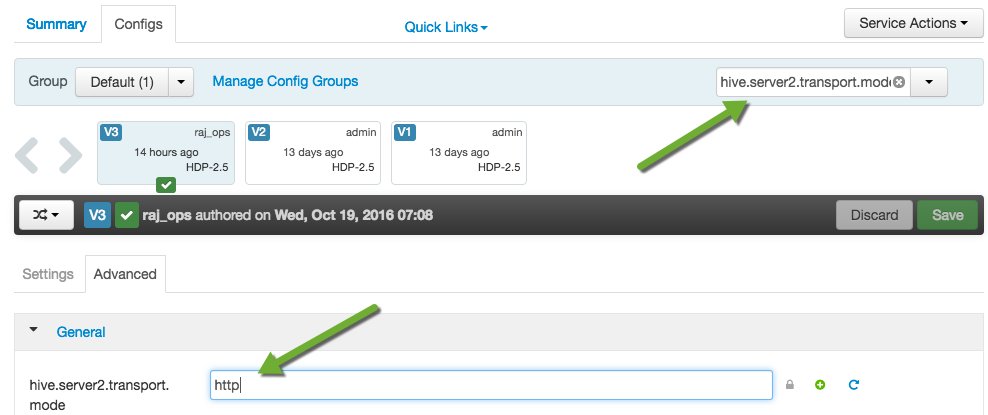 Summary Configs Quick Links Service Actions
Group Default (1) Manage Config Groups hive.server2.transport.mode
V3 raj_ops V2 admin V1 admin
14 hours ago 13 days ago 13 days ago
HDP-2.5 HDP-2.5 HDP-2.5
V3 raj_ops authored on Wed, Oct 19, 2016 07:08 Discard Save
Settings Advanced
General
hive.server2.transport. http
mode